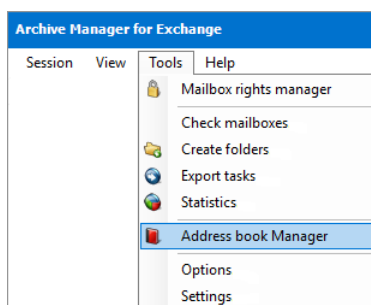 Archive Manager for Exchange
Session View Tools Help
Mailbox rights manager
Check mailboxes
Create folders
Export tasks
Statistics
Address book Manager
Options
Settings